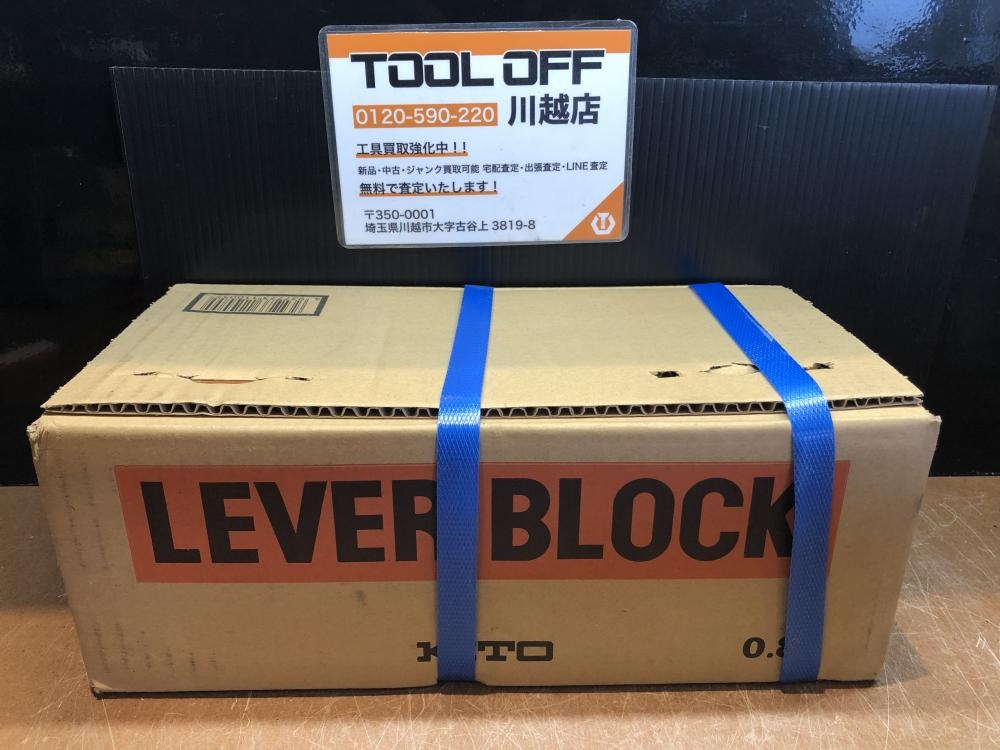 TOOL OFF
0120-590-220 川越店
工具買取強化中！！
新品・中古・ジャンク買取可能 宅配査定・出張査定・LINE査定
無料で査定いたします！
〒350-0001
埼玉県川越市大字古谷上 3819-8
LEVER BLOCK
KITO
0.8